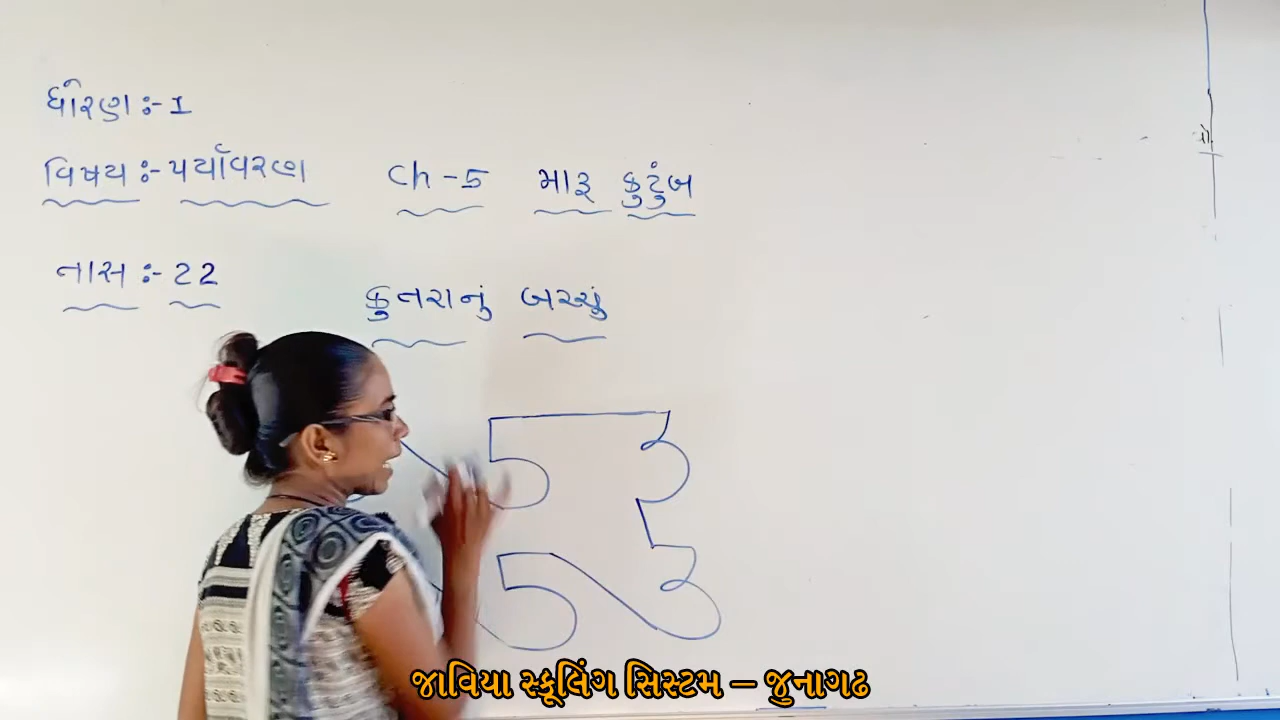 ધોરણ :- 1
વિષય :- પર્યાવરણ Ch - 5 મારૂ કુટુંબ
તાસ :- 22
કુતરાનું બચ્ચું
જાવિયા સ્કૂલિંગ સિસ્ટમ – જુનાગઢ